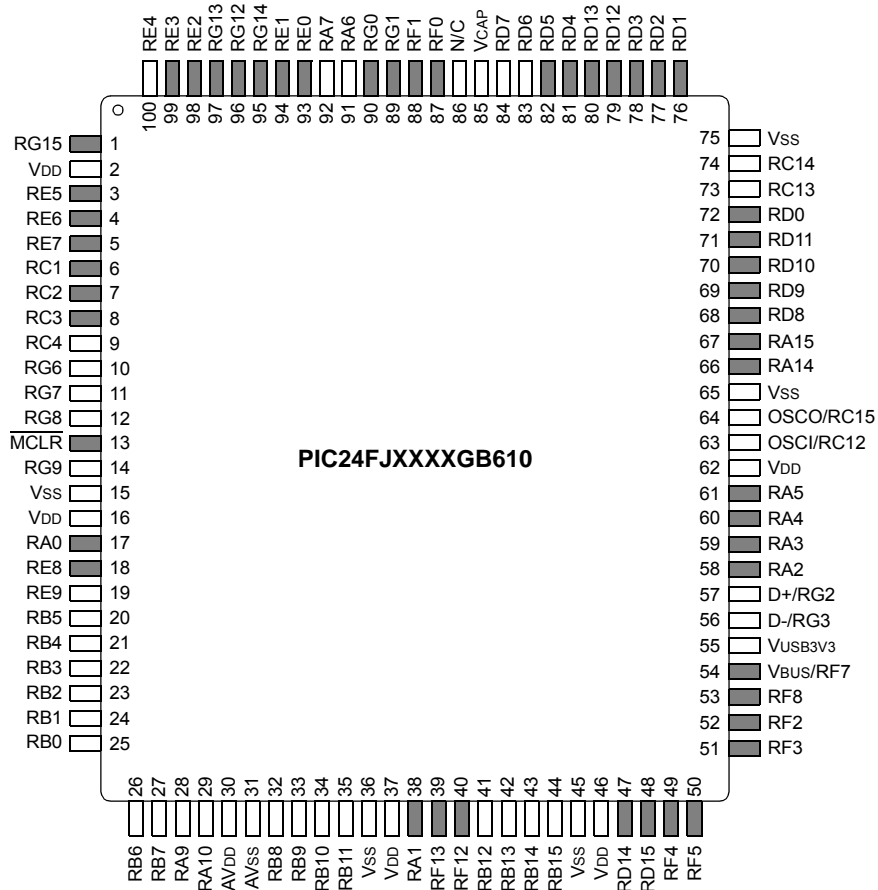 RE4 RE3 RE2 RG13 RG12 RG14 RE1 RE0 RA7 RA6 RG0 RG1 RF1 RF0 N/C VCAP RD7 RD6 RD5 RD4 RD13 RD12 RD3 RD2 RD1
100 99 98 97 96 95 94 93 92 91 90 89 88 87 86 85 84 83 82 81 80 79 78 77 76
RG15 1
VDD 2
RE5 3
RE6 4
RE7 5
RC1 6
RC2 7
RC3 8
RC4 9
RG6 10
RG7 11
RG8 12
MCLR 13
RG9 14
VSS 15
VDD 16
RA0 17
RE8 18
RE9 19
RB5 20
RB4 21
RB3 22
RB2 23
RB1 24
RB0 25
PIC24FJXXXXGB610
75 VSS
74 RC14
73 RC13
72 RD0
71 RD11
70 RD10
69 RD9
68 RD8
67 RA15
66 RA14
65 VSS
64 OSCO/RC15
63 OSCI/RC12
62 VDD
61 RA5
60 RA4
59 RA3
58 RA2
57 D+/RG2
56 D-/RG3
55 VUSB3V3
54 VBUS/RF7
53 RF8
52 RF2
51 RF3
26 27 28 29 30 31 32 33 34 35 36 37 38 39 40 41 42 43 44 45 46 47 48 49 50
RB6 RB7 RA9 RA10 AVDD AVSS RB8 RB9 RB10 RB11 VSS VDD RA1 RF13 RF12 RB12 RB13 RB14 RB15 VSS VDD RD14 RD15 RF4 RF5